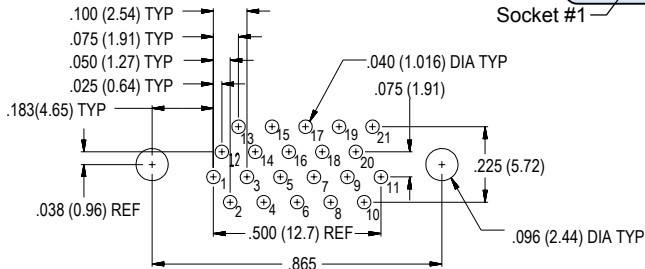 .100 (2.54) TYP
Socket #1
.075 (1.91) TYP
.050 (1.27) TYP
.040 (1.016) DIA TYP
.025 (0.64) TYP
.075 (1.91)
.183(4.65) TYP
13 15 17 19 21
12 14 16 18 20
.225 (5.72)
1 3 5 7 9 11
.038 (0.96) REF
2 4 6 8 10
.500 (12.7) REF
.096 (2.44) DIA TYP
.865